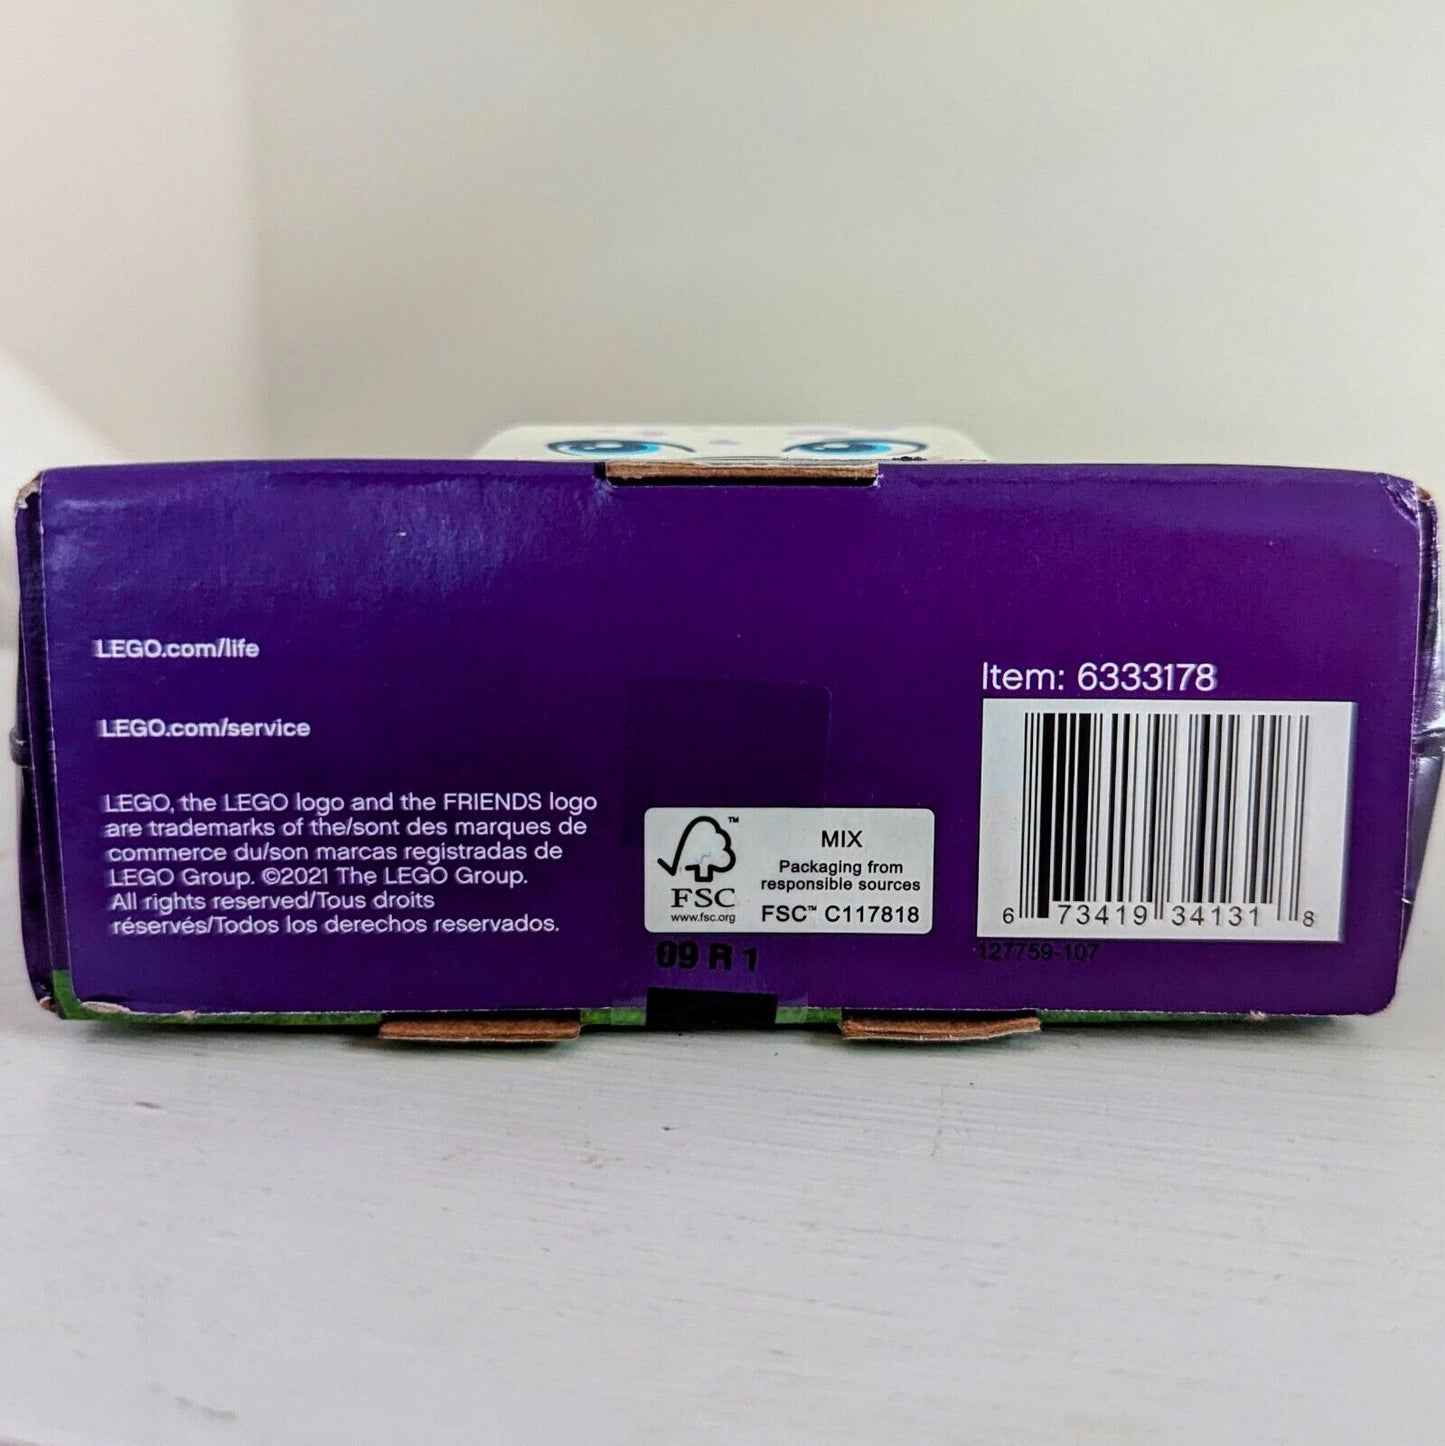 LEGO.com/life
LEGO.com/service
LEGO, the LEGO logo and the FRIENDS logo
are trademarks of the/sont des marques de
commerce du/son marcas registradas de
LEGO Group. ©2021 The LEGO Group.
All rights reserved/Tous droits
réservés/Todos los derechos reservados.
™
FSC
www.fsc.org
MIX
Packaging from
responsible sources
FSC™ C117818
09 R 1
Item: 6333178
6 73419 34131 8
127759-107